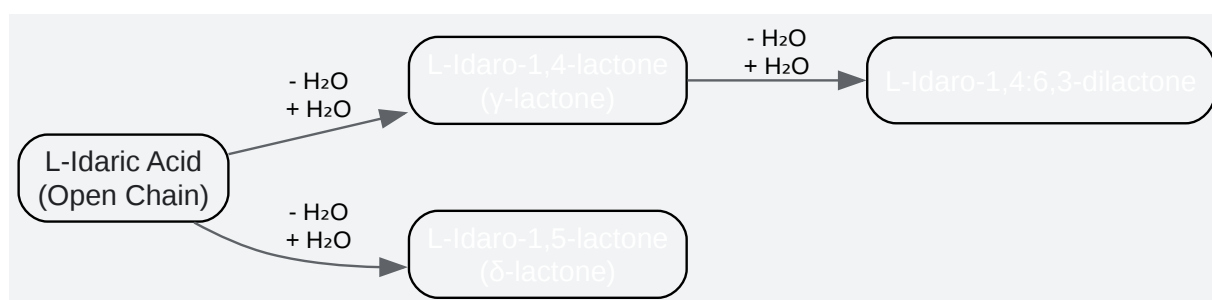 - H₂O
+ H₂O
L-Idaro-1,4-lactone
(γ-lactone)
- H₂O
+ H₂O
L-Idaro-1,4:6,3-dilactone
L-Idaric Acid
(Open Chain)
- H₂O
+ H₂O
L-Idaro-1,5-lactone
(δ-lactone)